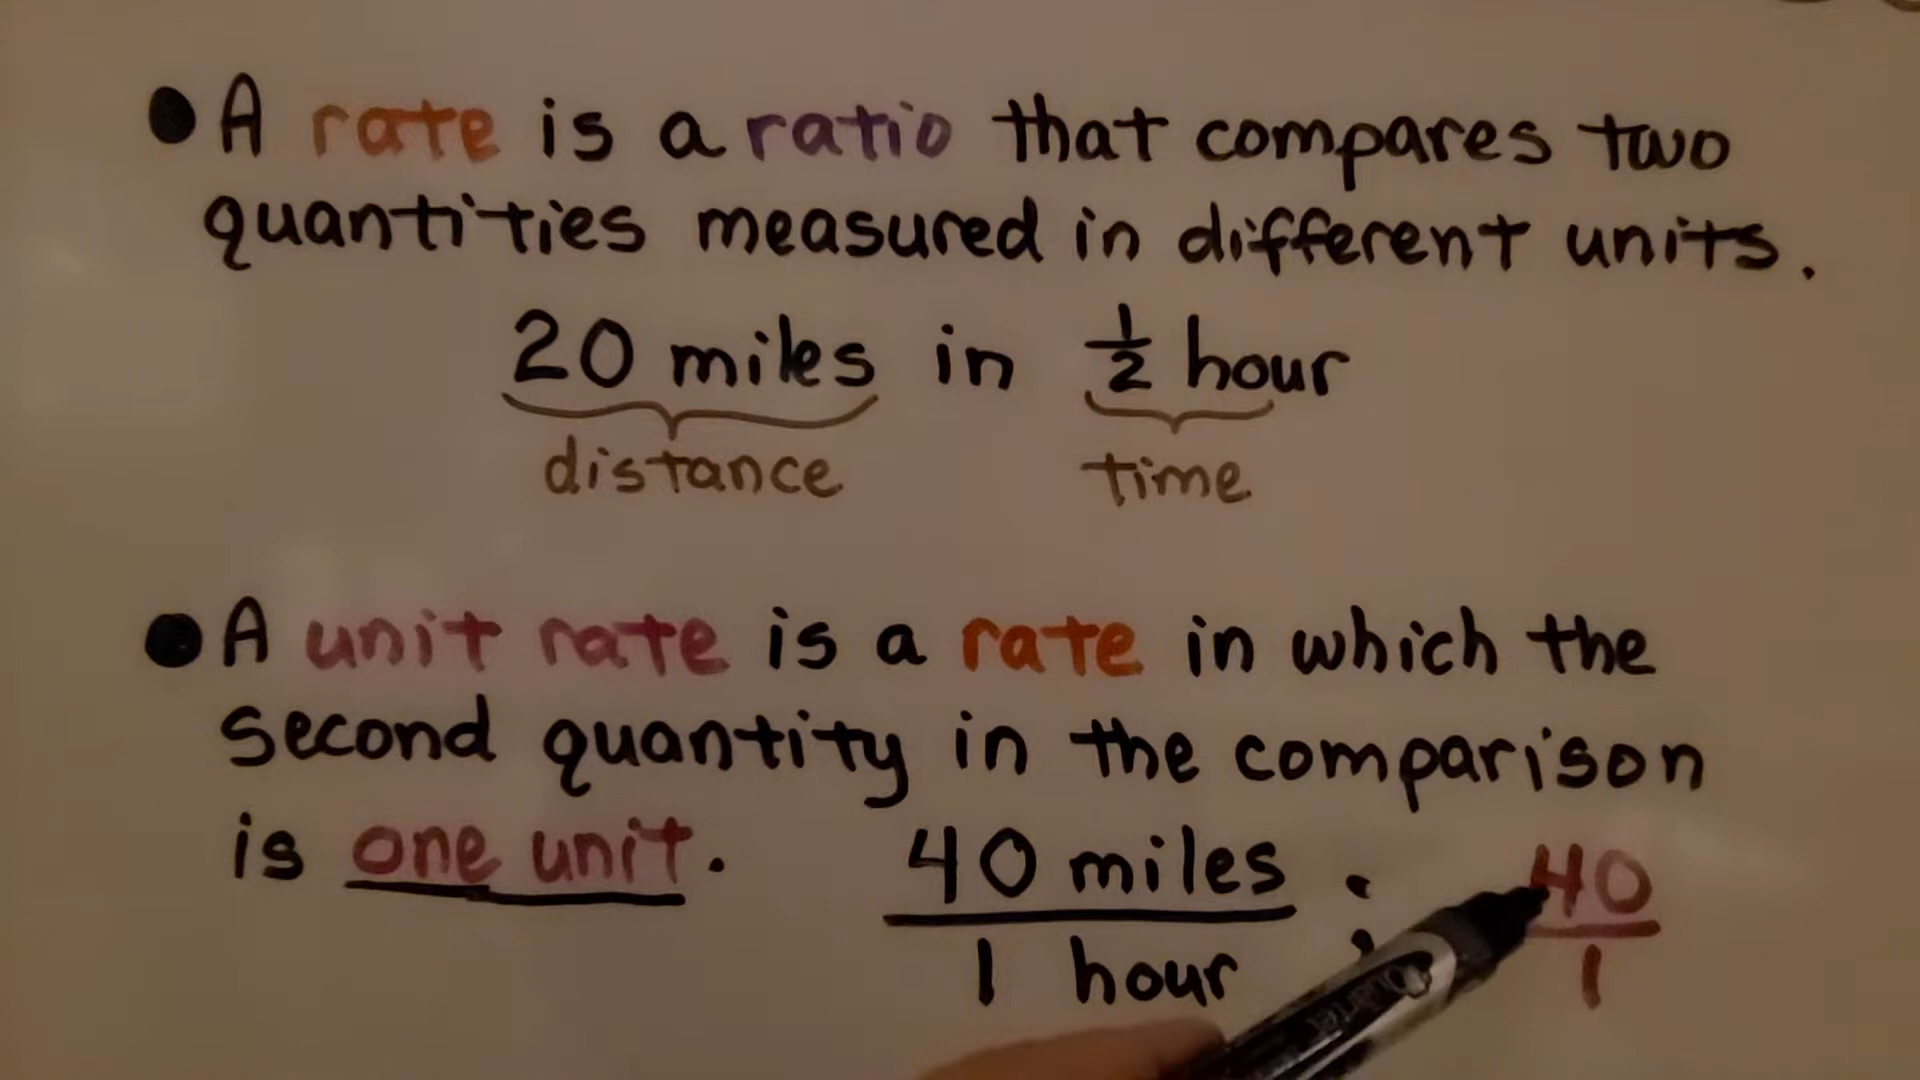 ● A rate is a ratio that compares two
quantities measured in different units.
20 miles in 1/2 hour
distance time
● A unit rate is a rate in which the
second quantity in the comparison
is one unit. 40 miles / 1 hour ; 40 / 1